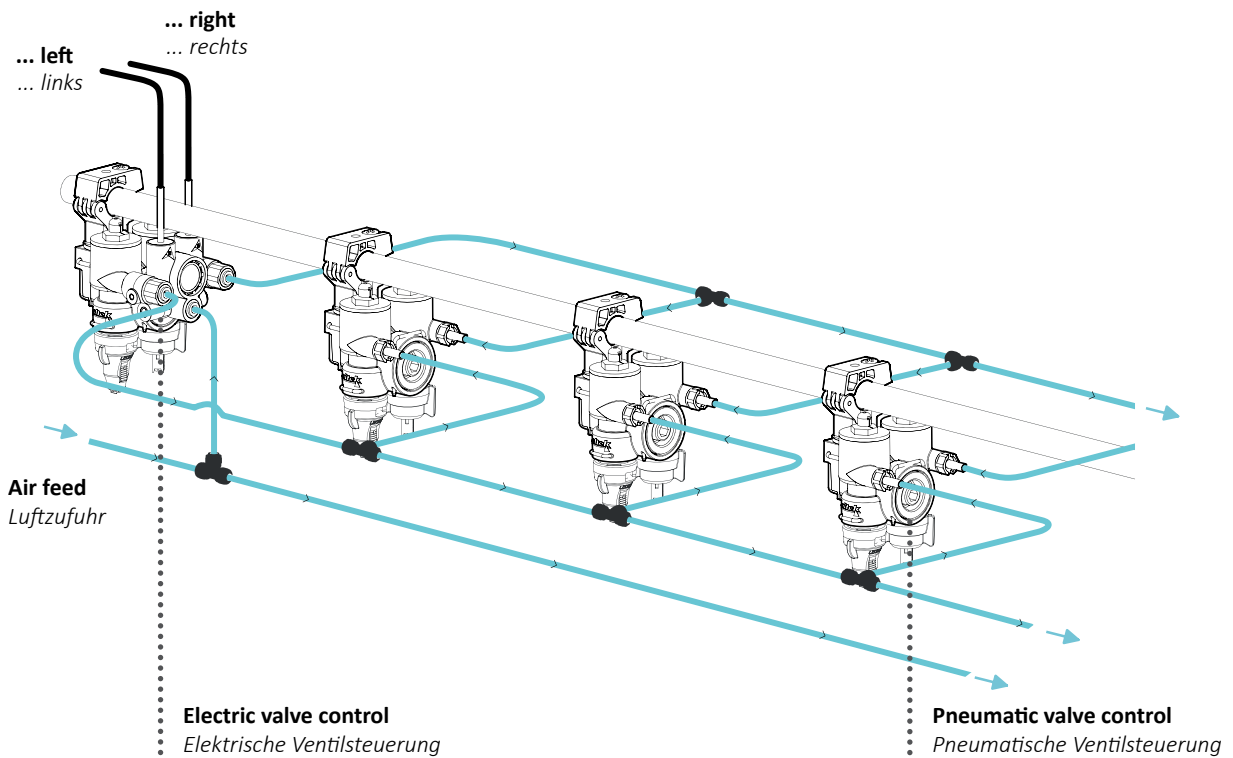 ... right
... rechts
... left
... links
Air feed
Luftzufuhr
Electric valve control
Elektrische Ventilsteuerung
Pneumatic valve control
Pneumatische Ventilsteuerung